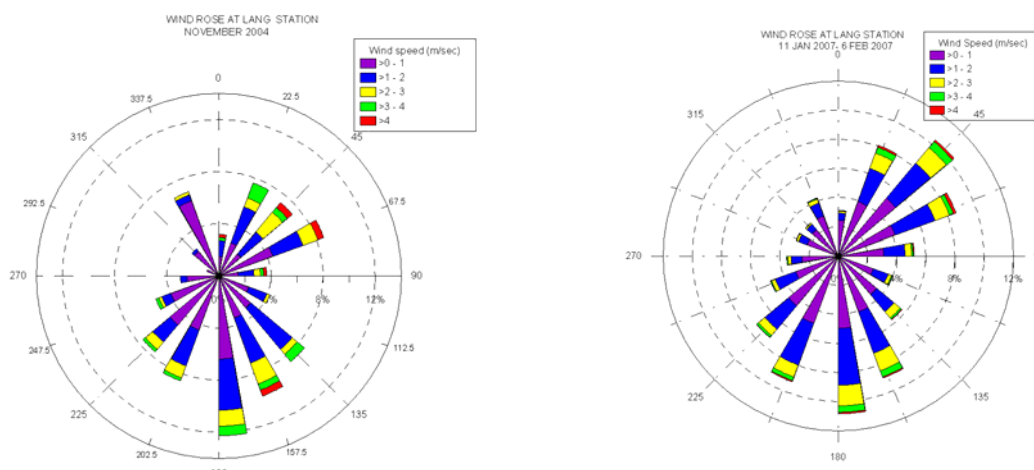 WIND ROSE AT LANG STATION
NOVEMBER 2004
Wind speed (m/sec)
>0 - 1
>1 - 2
>2 - 3
>3 - 4
>4
0
22.5
45
67.5
90
112.5
135
157.5
202.5
225
247.5
270
292.5
315
337.5
8%
12%
WIND ROSE AT LANG STATION
11 JAN 2007- 6 FEB 2007
Wind Speed (m/sec)
>0 - 1
>1 - 2
>2 - 3
>3 - 4
>4
0
45
90
135
180
225
270
315
8%
12%